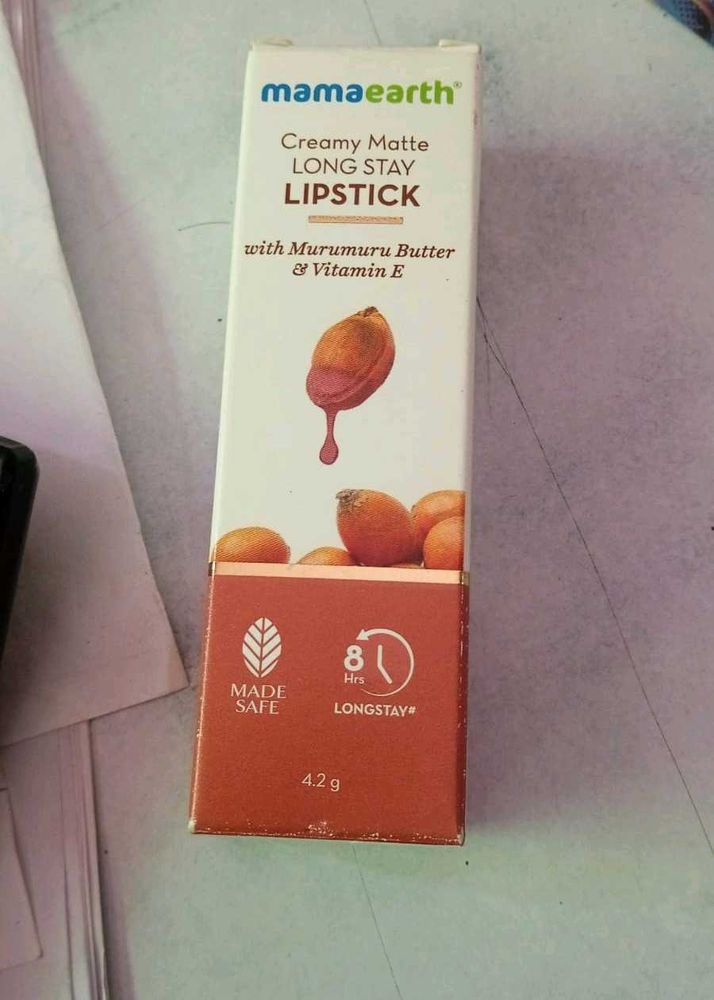 mamaearth®
Creamy Matte
LONG STAY
LIPSTICK
with Murumuru Butter
& Vitamin E
MADE
SAFE
8
Hrs
LONGSTAY#
4.2 g